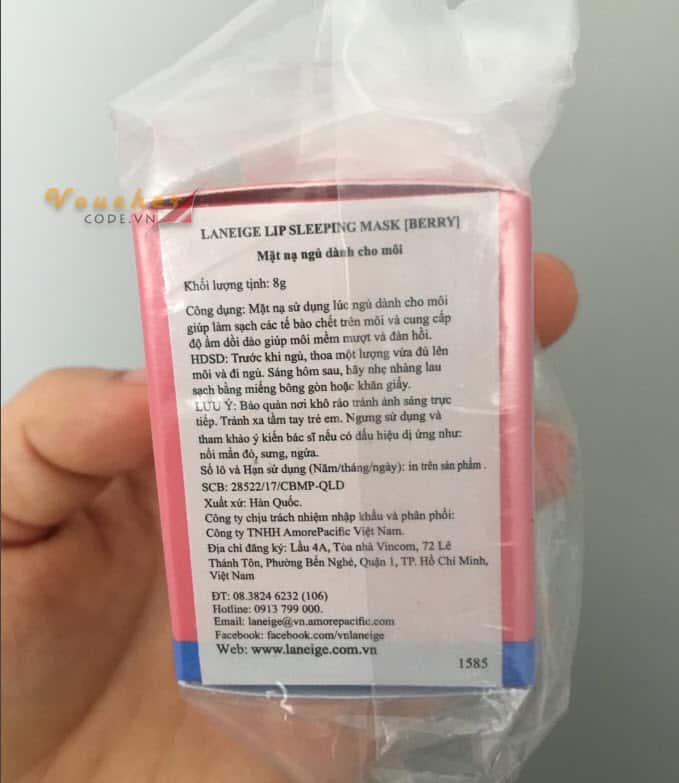 Voucher
CODE.VN
LANEIGE LIP SLEEPING MASK [BERRY]
Mặt nạ ngủ dành cho môi
Khối lượng tịnh: 8g
Công dụng: Mặt nạ sử dụng lúc ngủ dành cho môi
giúp làm sạch các tế bào chết trên môi và cung cấp
độ ẩm dồi dào giúp môi mềm mượt và đàn hồi.
HDSD: Trước khi ngủ, thoa một lượng vừa đủ lên
môi và đi ngủ. Sáng hôm sau, hãy nhẹ nhàng lau
sạch bằng miếng bông gòn hoặc khăn giấy.
LƯU Ý: Bảo quản nơi khô ráo tránh ánh sáng trực
tiếp. Tránh xa tầm tay trẻ em. Ngưng sử dụng và
tham khảo ý kiến bác sĩ nếu có dấu hiệu dị ứng như:
nổi mẩn đỏ, sưng, ngứa.
Số lô và Hạn sử dụng (Năm/tháng/ngày): in trên sản phẩm .
SCB: 28522/17/CBMP-QLD
Xuất xứ: Hàn Quốc.
Công ty chịu trách nhiệm nhập khẩu và phân phối:
Công ty TNHH AmorePacific Việt Nam.
Địa chỉ đăng ký: Lầu 4A, Tòa nhà Vincom, 72 Lê
Thánh Tôn, Phường Bến Nghé, Quận 1, TP. Hồ Chí Minh,
Việt Nam
ĐT: 08.3824 6232 (106)
Hotline: 0913 799 000.
Email: laneige@vn.amorepacific.com
Facebook: facebook.com/vnlaneige
Web: www.laneige.com.vn
1585